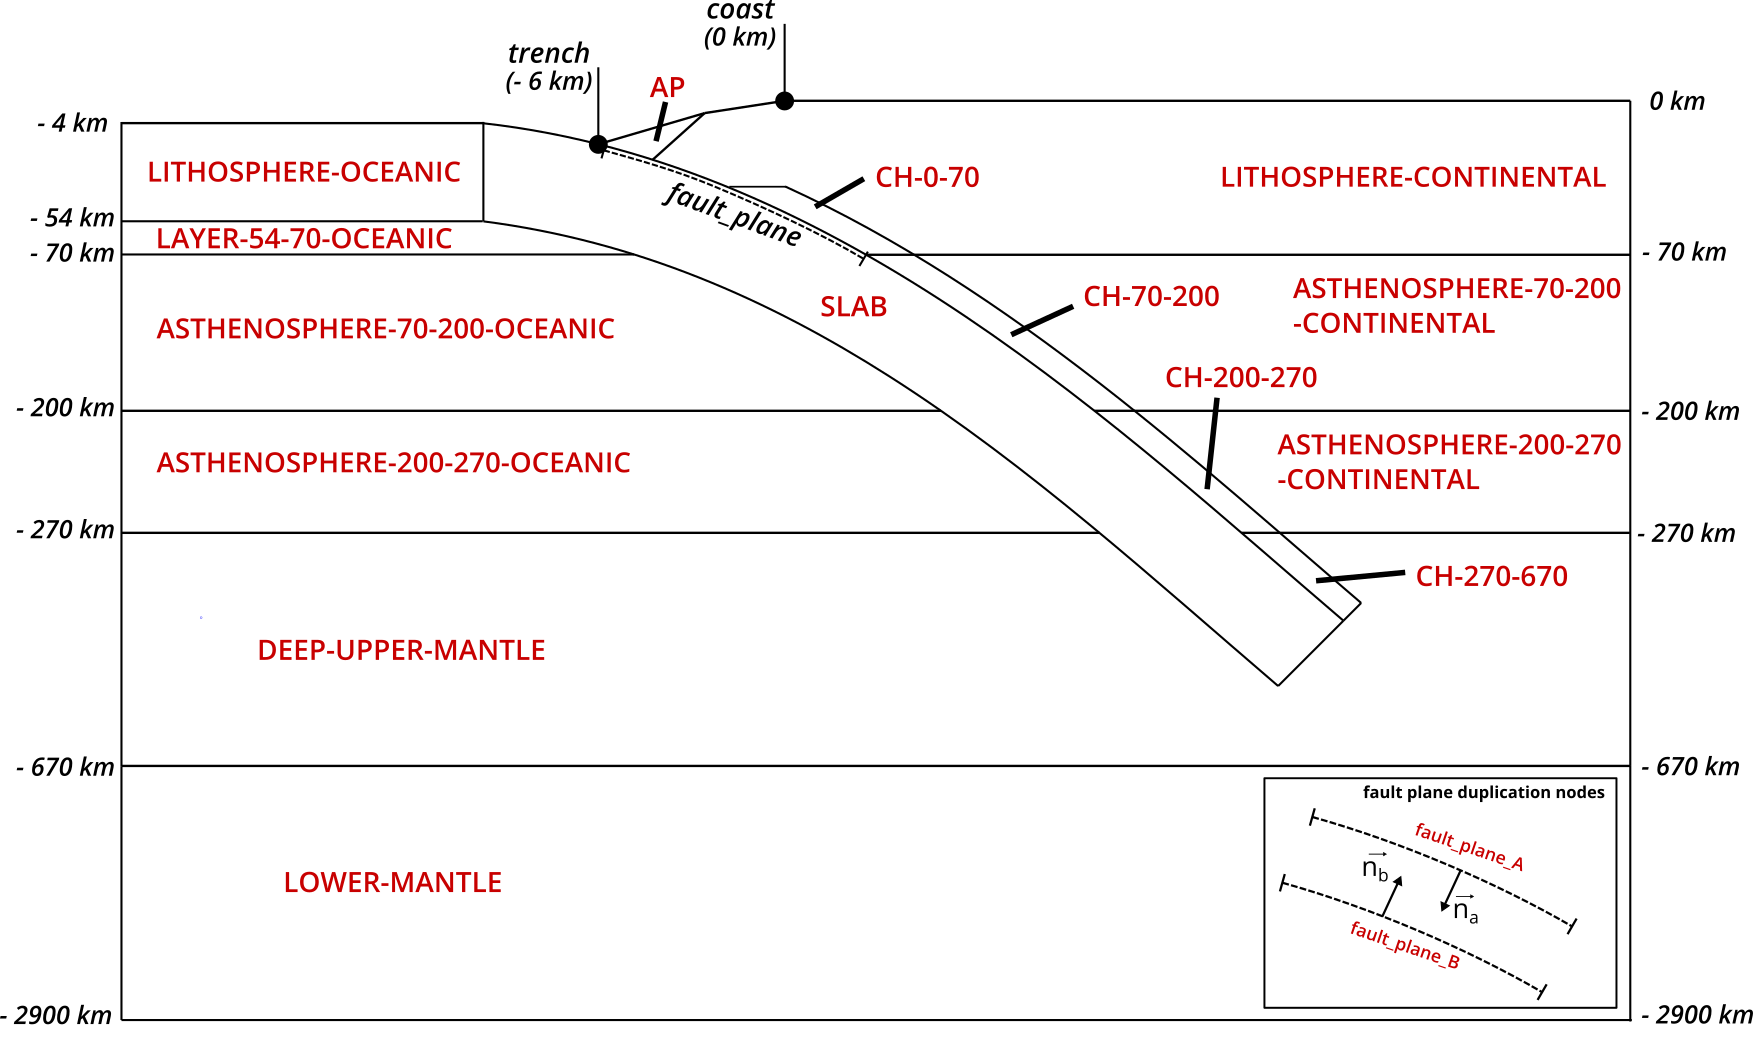 coast
(0 km)
trench
(- 6 km)
AP
- 4 km
0 km
LITHOSPHERE-OCEANIC
CH-0-70
LITHOSPHERE-CONTINENTAL
fault_plane
- 54 km
LAYER-54-70-OCEANIC
- 70 km
- 70 km
SLAB
CH-70-200
ASTHENOSPHERE-70-200
-CONTINENTAL
ASTHENOSPHERE-70-200-OCEANIC
CH-200-270
- 200 km
- 200 km
ASTHENOSPHERE-200-270
-CONTINENTAL
ASTHENOSPHERE-200-270-OCEANIC
- 270 km
- 270 km
CH-270-670
DEEP-UPPER-MANTLE
- 670 km
- 670 km
fault plane duplication nodes
fault_plane_A
nb
na
fault_plane_B
LOWER-MANTLE
- 2900 km
- 2900 km